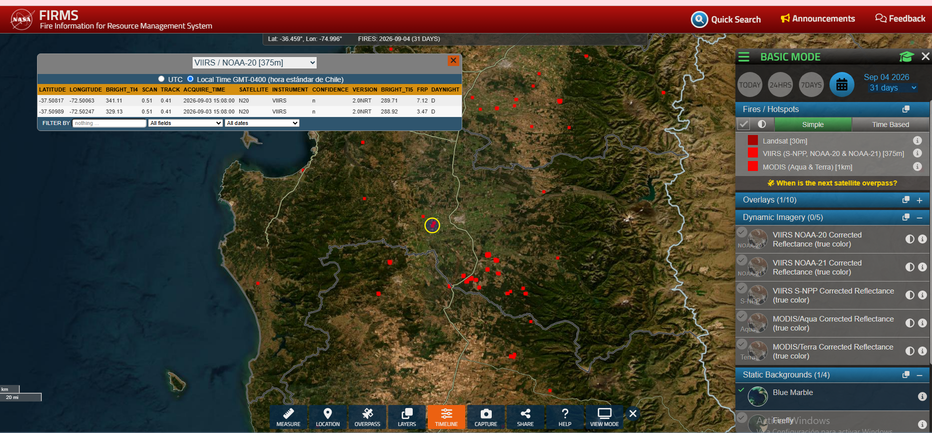 NASA FIRMS
Fire Information for Resource Management System
Quick Search Announcements Feedback
Lat: -36.459°, Lon: -74.996° FIRES: 2026-09-04 (31 DAYS)
VIIRS / NOAA-20 [375m]
UTC Local Time GMT-0400 (hora estándar de Chile)
LATITUDE LONGITUDE BRIGHT_TI4 SCAN TRACK ACQUIRE_TIME SATELLITE INSTRUMENT CONFIDENCE VERSION BRIGHT_TI5 FRP DAYNIGHT
-37.50817 -72.50063 341.11 0.51 0.41 2026-09-03 15:08:00 N20 VIIRS n 2.0NRT 289.71 7.12 D
-37.50989 -72.50247 329.13 0.51 0.41 2026-09-03 15:08:00 N20 VIIRS n 2.0NRT 288.92 3.47 D
FILTER BY nothing All fields All dates
BASIC MODE
TODAY 24HRS 7DAYS Sep 04 2026
31 days
Fires / Hotspots
Simple Time Based
Landsat [30m]
VIIRS (S-NPP, NOAA-20 & NOAA-21) [375m]
MODIS (Aqua & Terra) [1km]
When is the next satellite overpass?
Overlays (1/10)
Dynamic Imagery (0/5)
VIIRS NOAA-20 Corrected
Reflectance (true color)
VIIRS NOAA-21 Corrected
Reflectance (true color)
VIIRS S-NPP Corrected Reflectance
(true color)
MODIS/Aqua Corrected Reflectance
(true color)
MODIS/Terra Corrected Reflectance
(true color)
Static Backgrounds (1/4)
Blue Marble
Firefly
km
20 mi
MEASURE LOCATION OVERPASS LAYERS TIMELINE CAPTURE SHARE HELP VIEW MODE